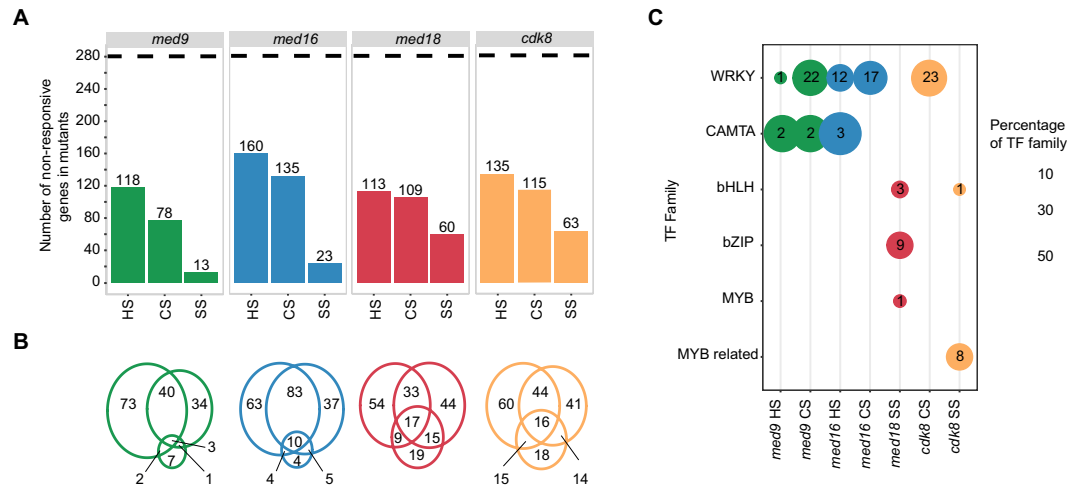 A
med9 med16 med18 cdk8
Number of non-responsive
genes in mutants
280
240
200
160
120
80
40
0
118 78 13
160 135 23
113 109 60
135 115 63
HS CS SS HS CS SS HS CS SS HS CS SS
B
73 40 34 3 7 2 1
63 83 37 10 4 4 5
54 33 44 17 9 15 19
60 44 41 16 18 15 14
C
TF Family
WRKY 1 22 12 17 23
CAMTA 2 2 3
bHLH 3 1
bZIP 9
MYB 1
MYB related 8
med9 HS
med9 CS
med16 HS
med16 CS
med18 SS
cdk8 CS
cdk8 SS
Percentage
of TF family
10
30
50